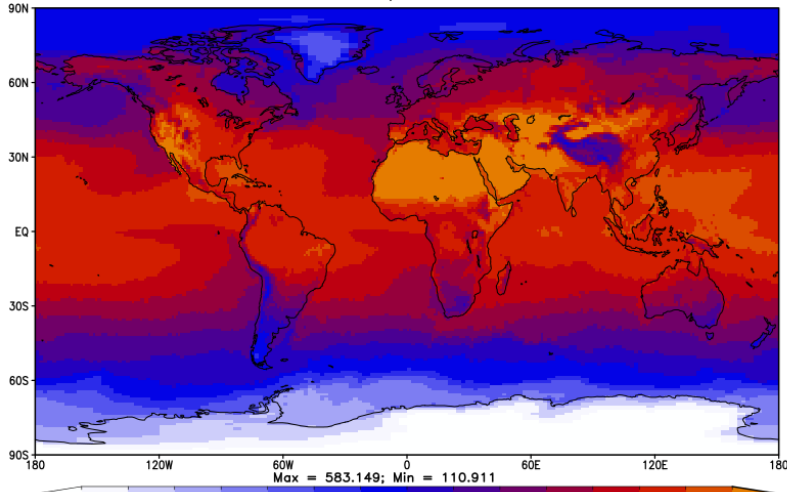 90N
60N
30N
EQ
30S
60S
90S
180 120W 60W 0 60E 120E 180
Max = 583.149; Min = 110.911